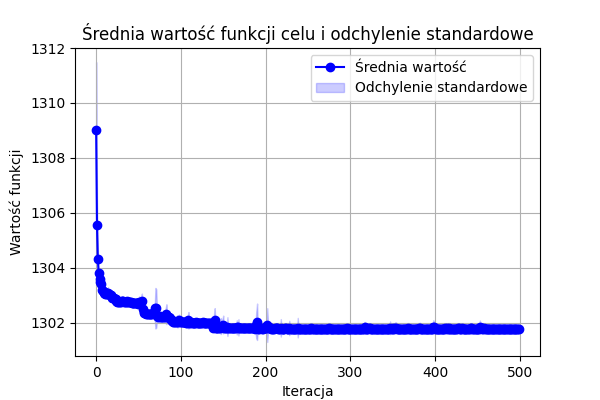 Średnia wartość funkcji celu i odchylenie standardowe
Średnia wartość
Odchylenie standardowe
Wartość funkcji
1312
1310
1308
1306
1304
1302
0 100 200 300 400 500
Iteracja